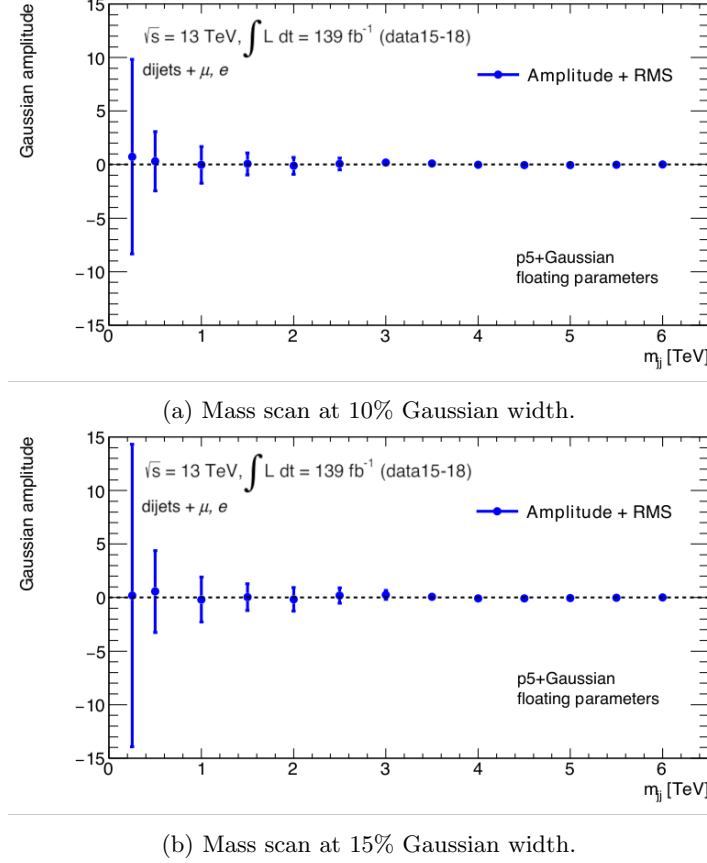 15
10
5
0
−5
−10
−15
Gaussian amplitude
√s = 13 TeV, ∫ L dt = 139 fb⁻¹ (data15-18)
dijets + μ, e
Amplitude + RMS
p5+Gaussian
floating parameters
0 1 2 3 4 5 6
mjj [TeV]
(a) Mass scan at 10% Gaussian width.
15
10
5
0
−5
−10
−15
Gaussian amplitude
√s = 13 TeV, ∫ L dt = 139 fb⁻¹ (data15-18)
dijets + μ, e
Amplitude + RMS
p5+Gaussian
floating parameters
0 1 2 3 4 5 6
mjj [TeV]
(b) Mass scan at 15% Gaussian width.